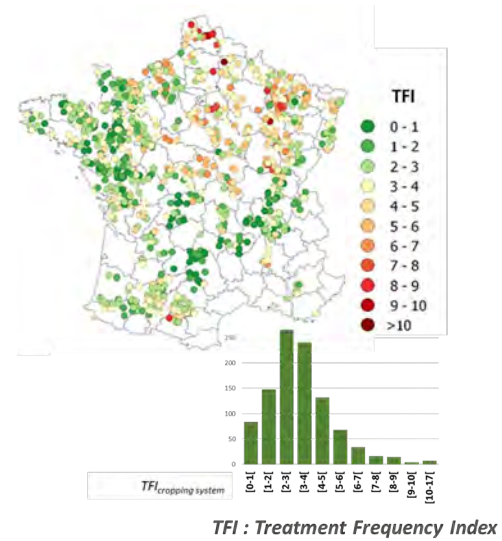 TFI
0 - 1
1 - 2
2 - 3
3 - 4
4 - 5
5 - 6
6 - 7
7 - 8
8 - 9
9 - 10
>10
250
200
150
100
50
0
[0-1[
[1-2[
[2-3[
[3-4[
[4-5[
[5-6[
[6-7[
[7-8[
[8-9[
[9-10[
[10-17[
TFIcropping system
TFI : Treatment Frequency Index